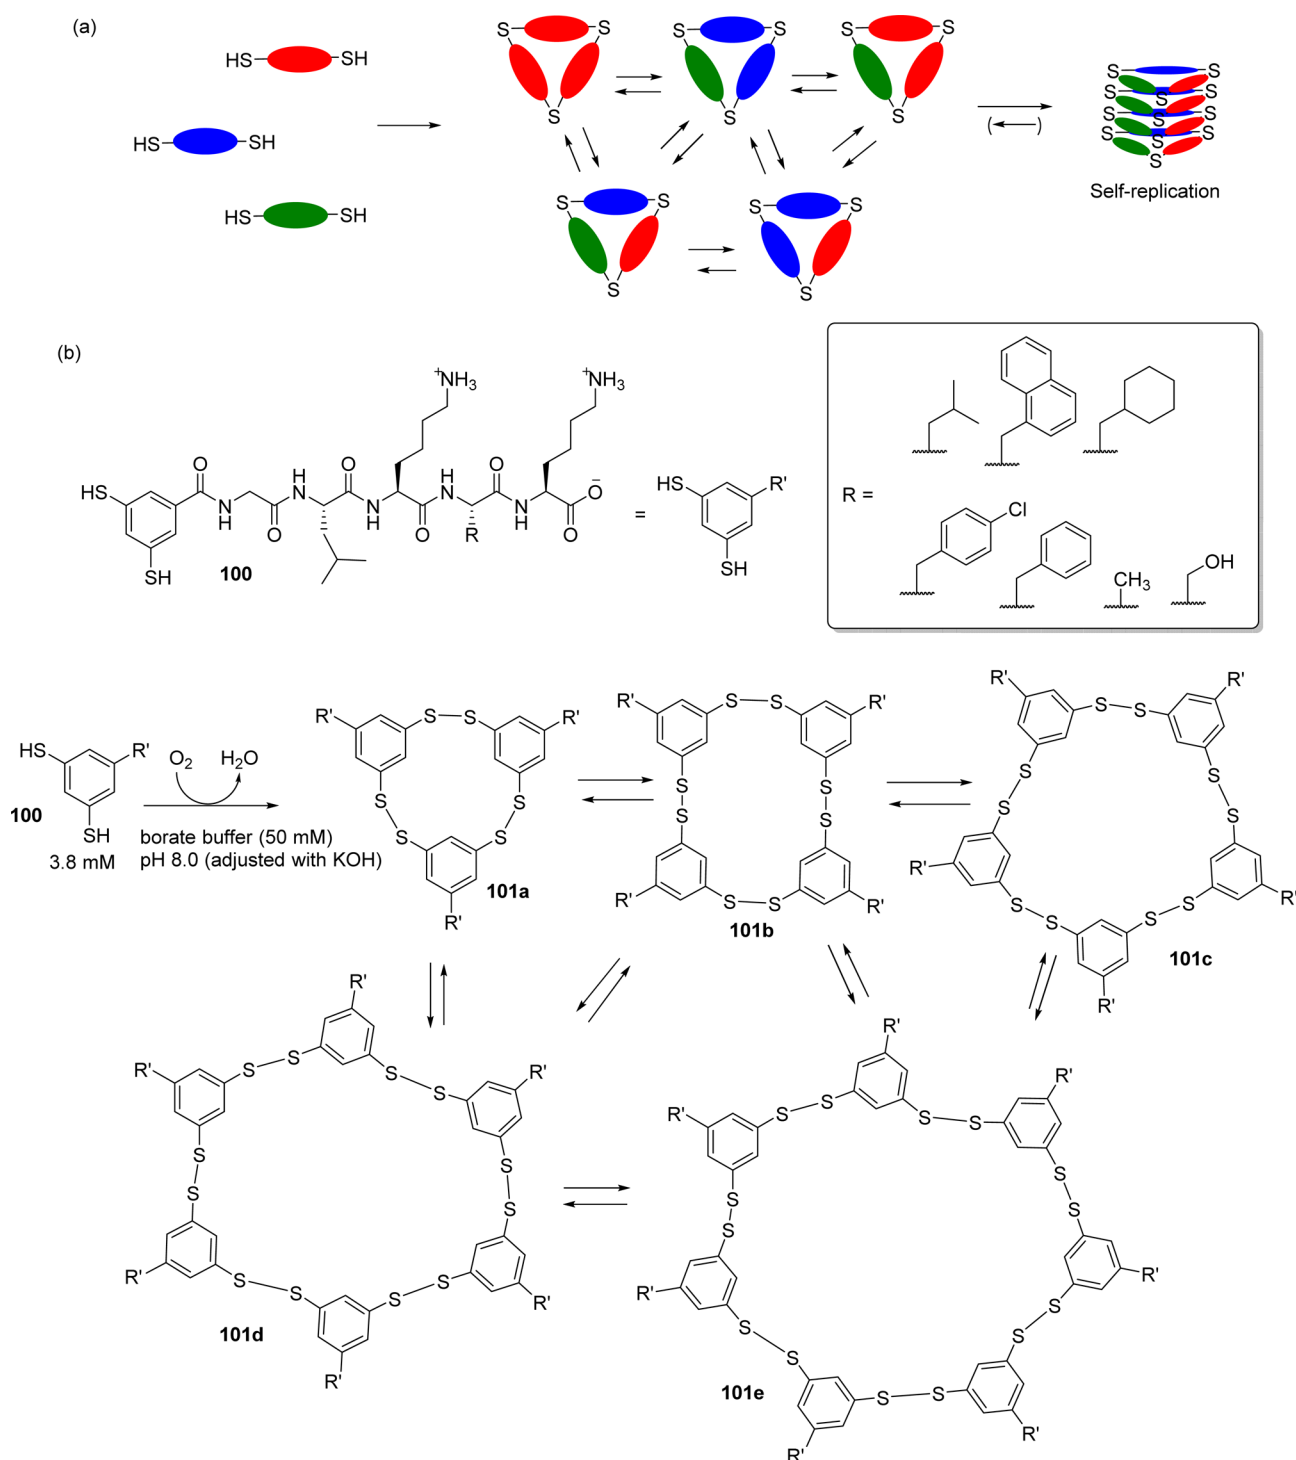 (a)
HS SH
HS SH
HS SH
S S
S
S S
S
S S
S
S S
S
S S
S
S S
S S
S
S S
S
S S
S
Self-replication
(b)
+NH3 +NH3
O H N O H N O H N O
HS N H O N H O N H O O−
SH R
100
=
HS R'
SH
R =
Cl
CH3
OH
HS R'
SH
100
3.8 mM
O2 H2O
borate buffer (50 mM)
pH 8.0 (adjusted with KOH)
R' S S R'
S S
S S
R'
101a
R' S S R'
S S
S S
R' S S R'
101b
R' S S R'
S S
S S
R' R'
S S S S
R'
101c
R'
R' S S S S R'
S S
S S
R' S S S S R'
R'
101d
R'
R' S S S S R'
S S
S S
R' R'
S S
S S
S S
R' R'
101e